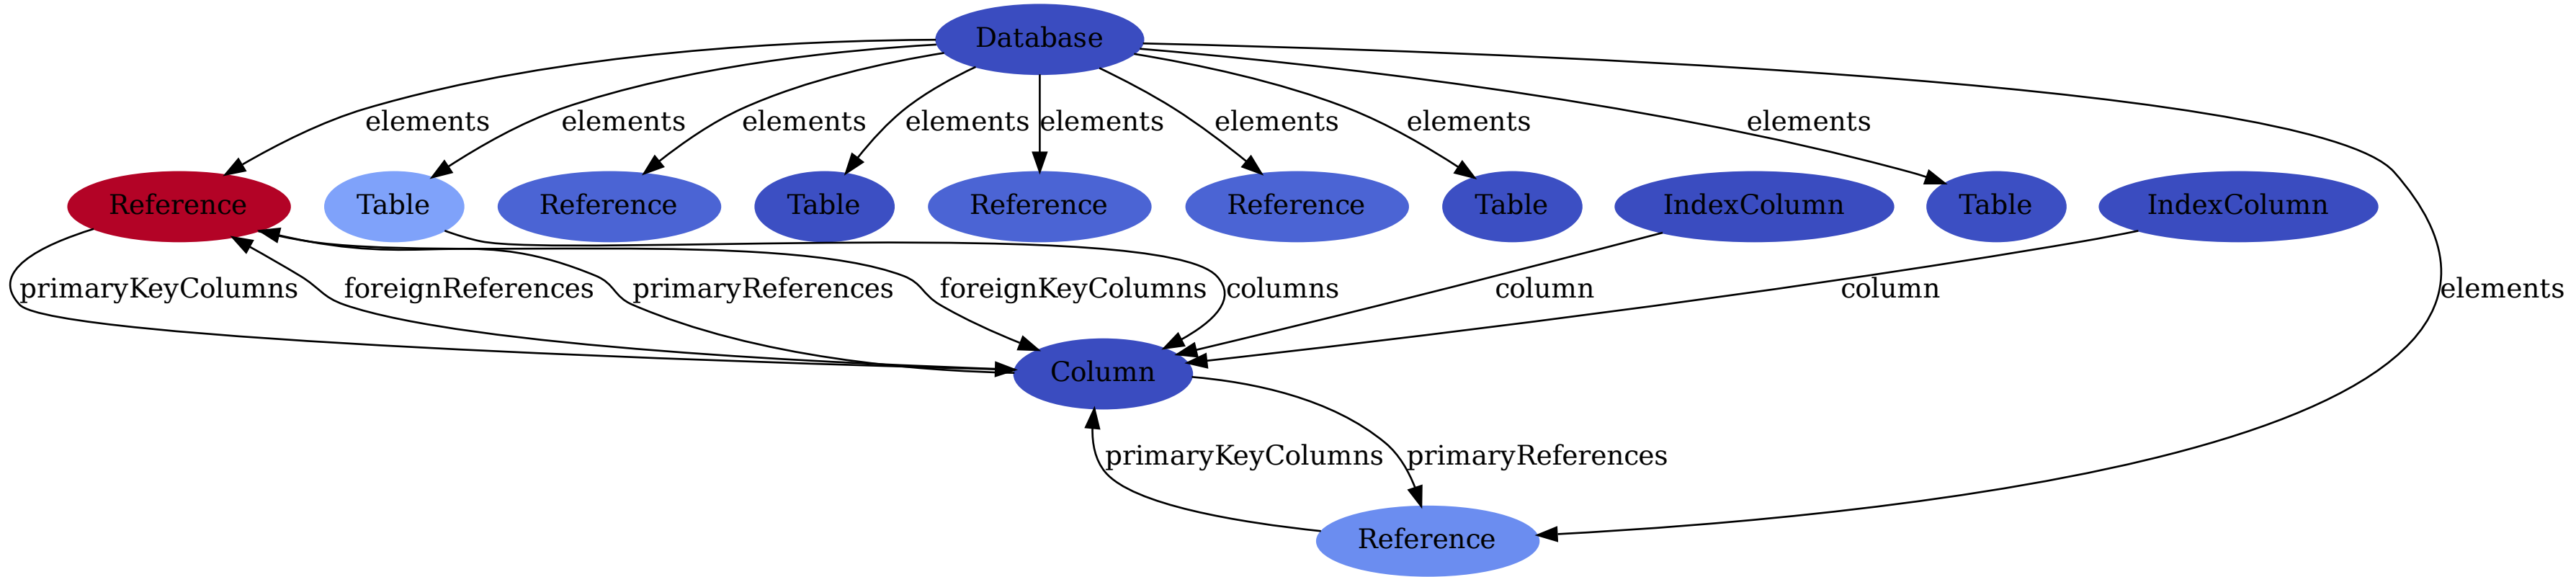 Database
elements elements elements elements elements elements elements elements
Reference Table Reference Table Reference Reference Table IndexColumn Table IndexColumn
primaryKeyColumns foreignReferences primaryReferences foreignKeyColumns columns column column elements
Column
primaryKeyColumns primaryReferences
Reference